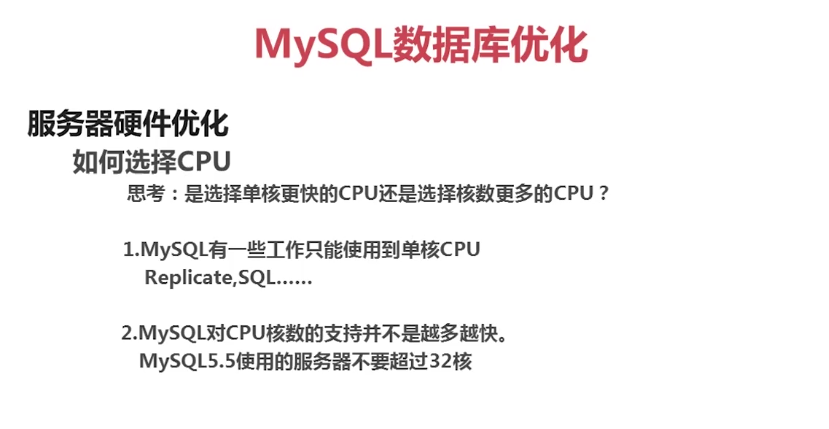 MySQL数据库优化
服务器硬件优化
如何选择CPU
思考：是选择单核更快的CPU还是选择核数更多的CPU？
1.MySQL有一些工作只能使用到单核CPU
Replicate,SQL……
2.MySQL对CPU核数的支持并不是越多越快。
MySQL5.5使用的服务器不要超过32核